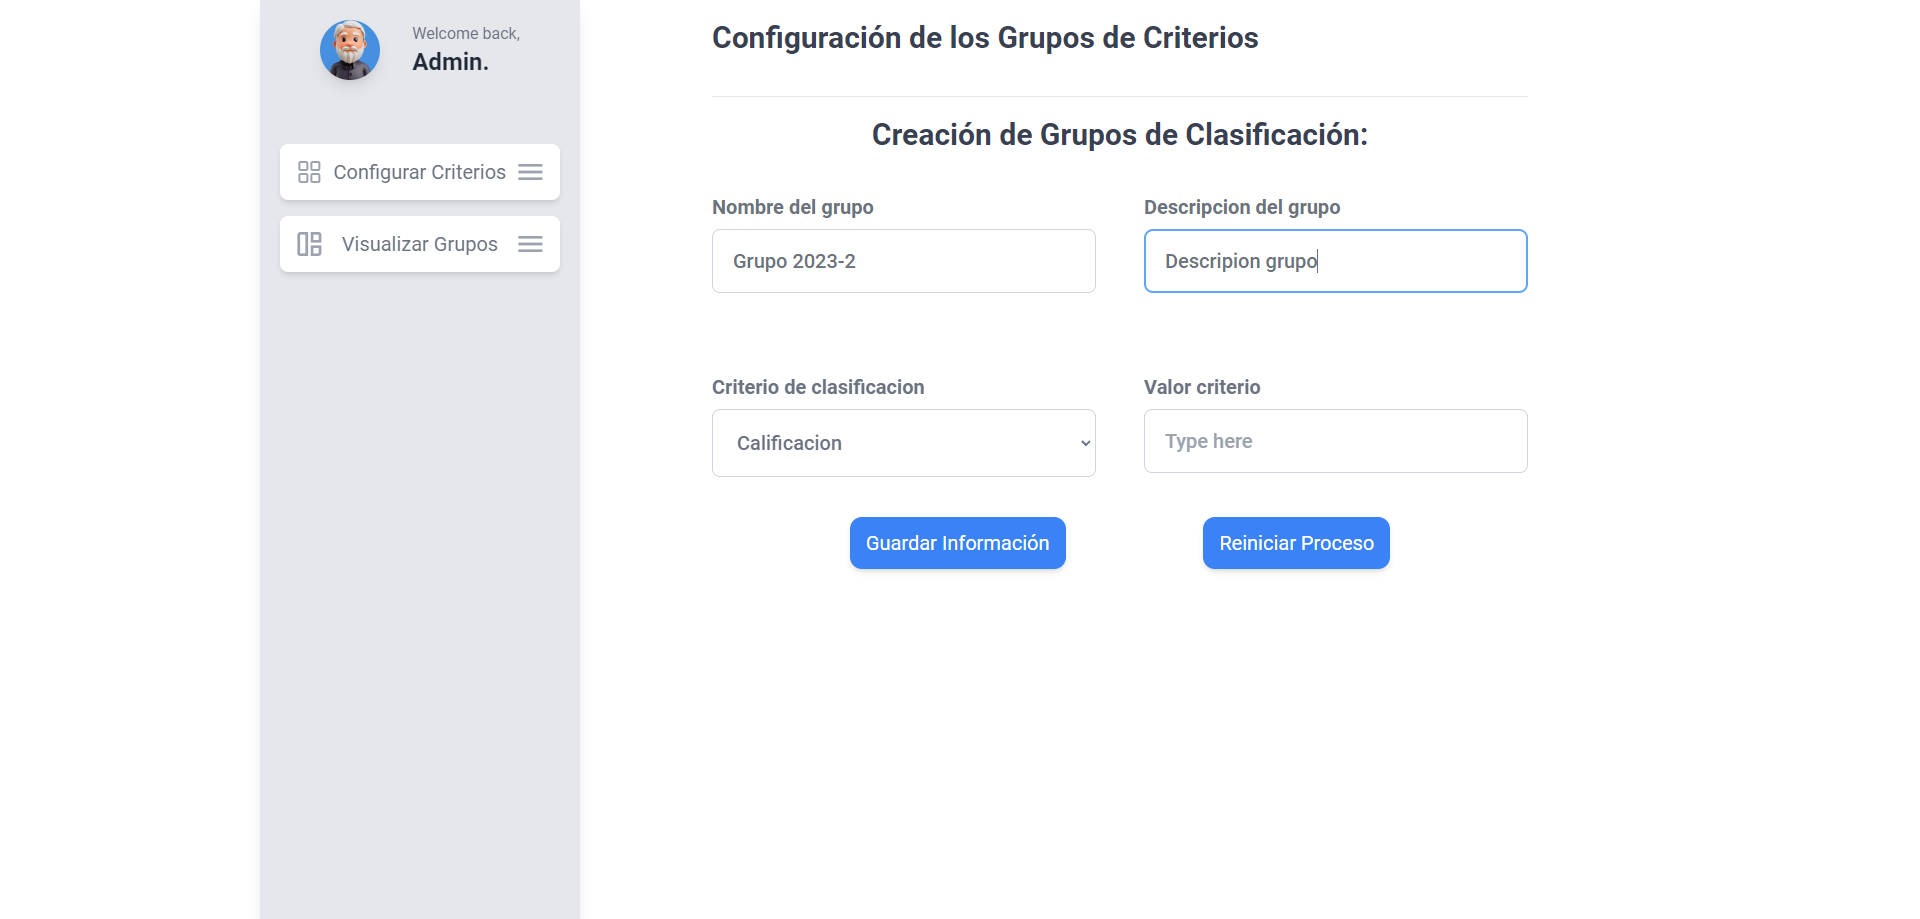 Welcome back,
Admin.
Configurar Criterios
Visualizar Grupos
Configuración de los Grupos de Criterios
Creación de Grupos de Clasificación:
Nombre del grupo
Descripcion del grupo
Grupo 2023-2
Descripion grupo
Criterio de clasificacion
Valor criterio
Calificacion
Type here
Guardar Información
Reiniciar Proceso